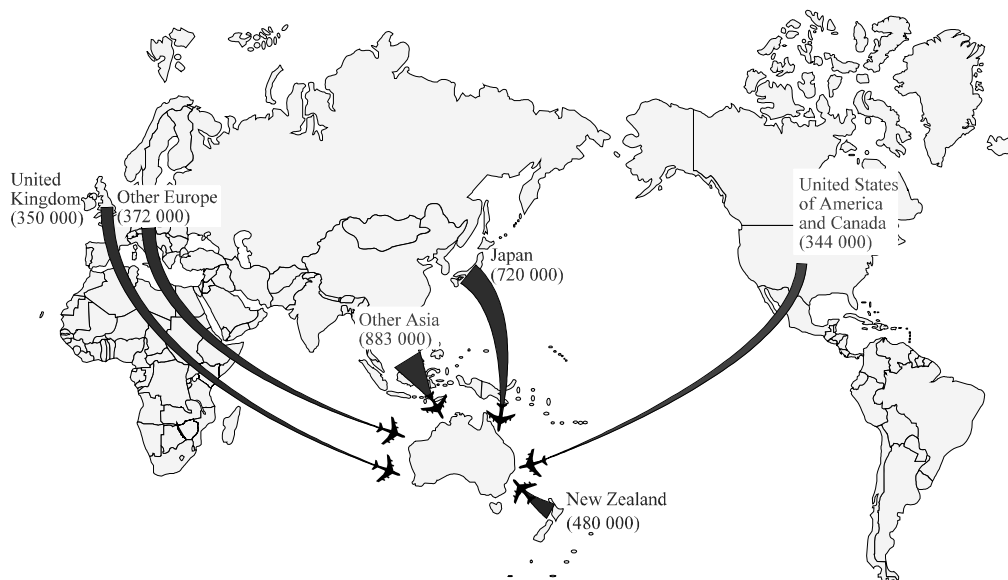 United
Kingdom
(350 000)
Other Europe
(372 000)
United States
of America
and Canada
(344 000)
Japan
(720 000)
Other Asia
(883 000)
New Zealand
(480 000)